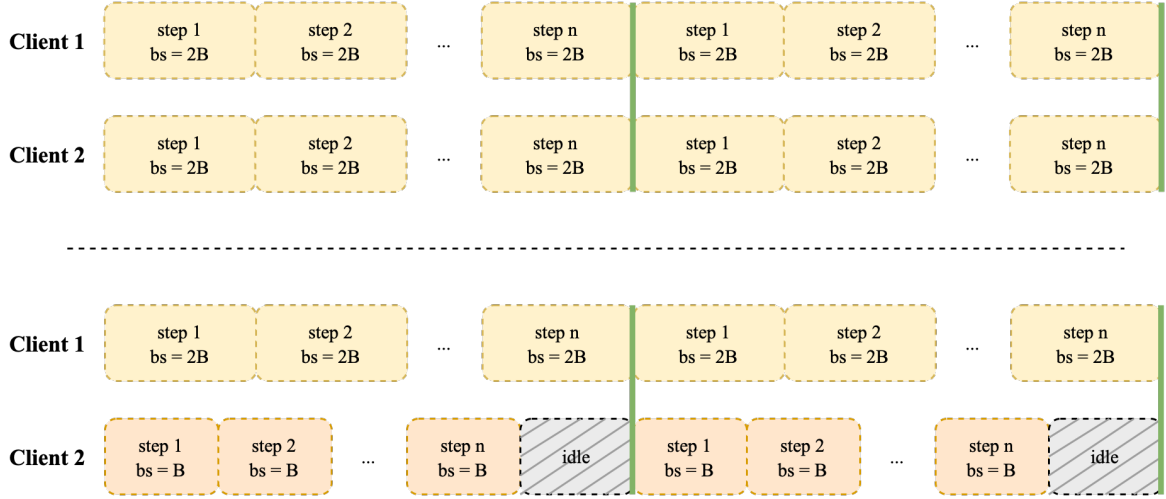 Client 1
step 1
bs = 2B
step 2
bs = 2B
...
step n
bs = 2B
step 1
bs = 2B
step 2
bs = 2B
...
step n
bs = 2B
Client 2
step 1
bs = 2B
step 2
bs = 2B
...
step n
bs = 2B
step 1
bs = 2B
step 2
bs = 2B
...
step n
bs = 2B
Client 1
step 1
bs = 2B
step 2
bs = 2B
...
step n
bs = 2B
step 1
bs = 2B
step 2
bs = 2B
...
step n
bs = 2B
Client 2
step 1
bs = B
step 2
bs = B
...
step n
bs = B
idle
step 1
bs = B
step 2
bs = B
...
step n
bs = B
idle